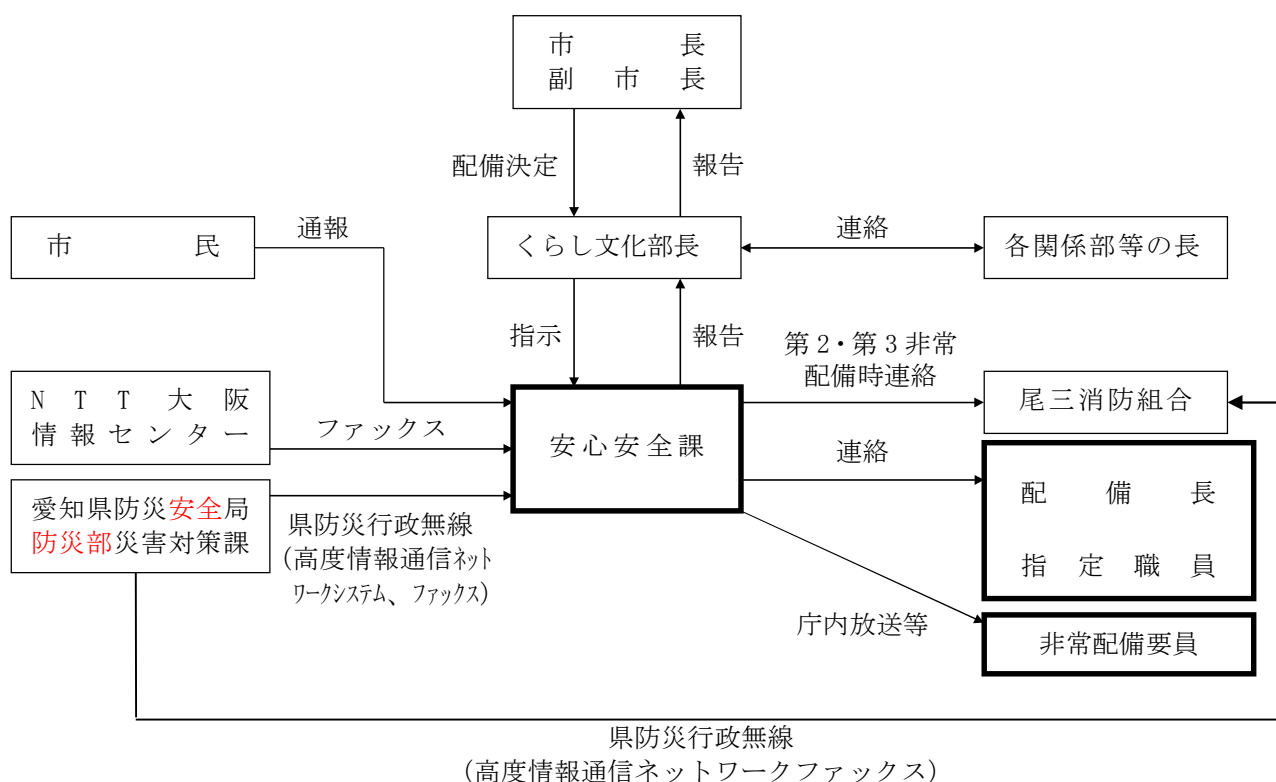 市長
副市長
配備決定
報告
市民
通報
くらし文化部長
連絡
各関係部等の長
指示
報告
第2・第3非常
配備時連絡
NTT大阪
情報センター
ファックス
安心安全課
尾三消防組合
連絡
愛知県防災安全局
防災部災害対策課
県防災行政無線
(高度情報通信ネット
ワークシステム、ファックス)
配備長
指定職員
庁内放送等
非常配備要員
県防災行政無線
(高度情報通信ネットワークファックス)